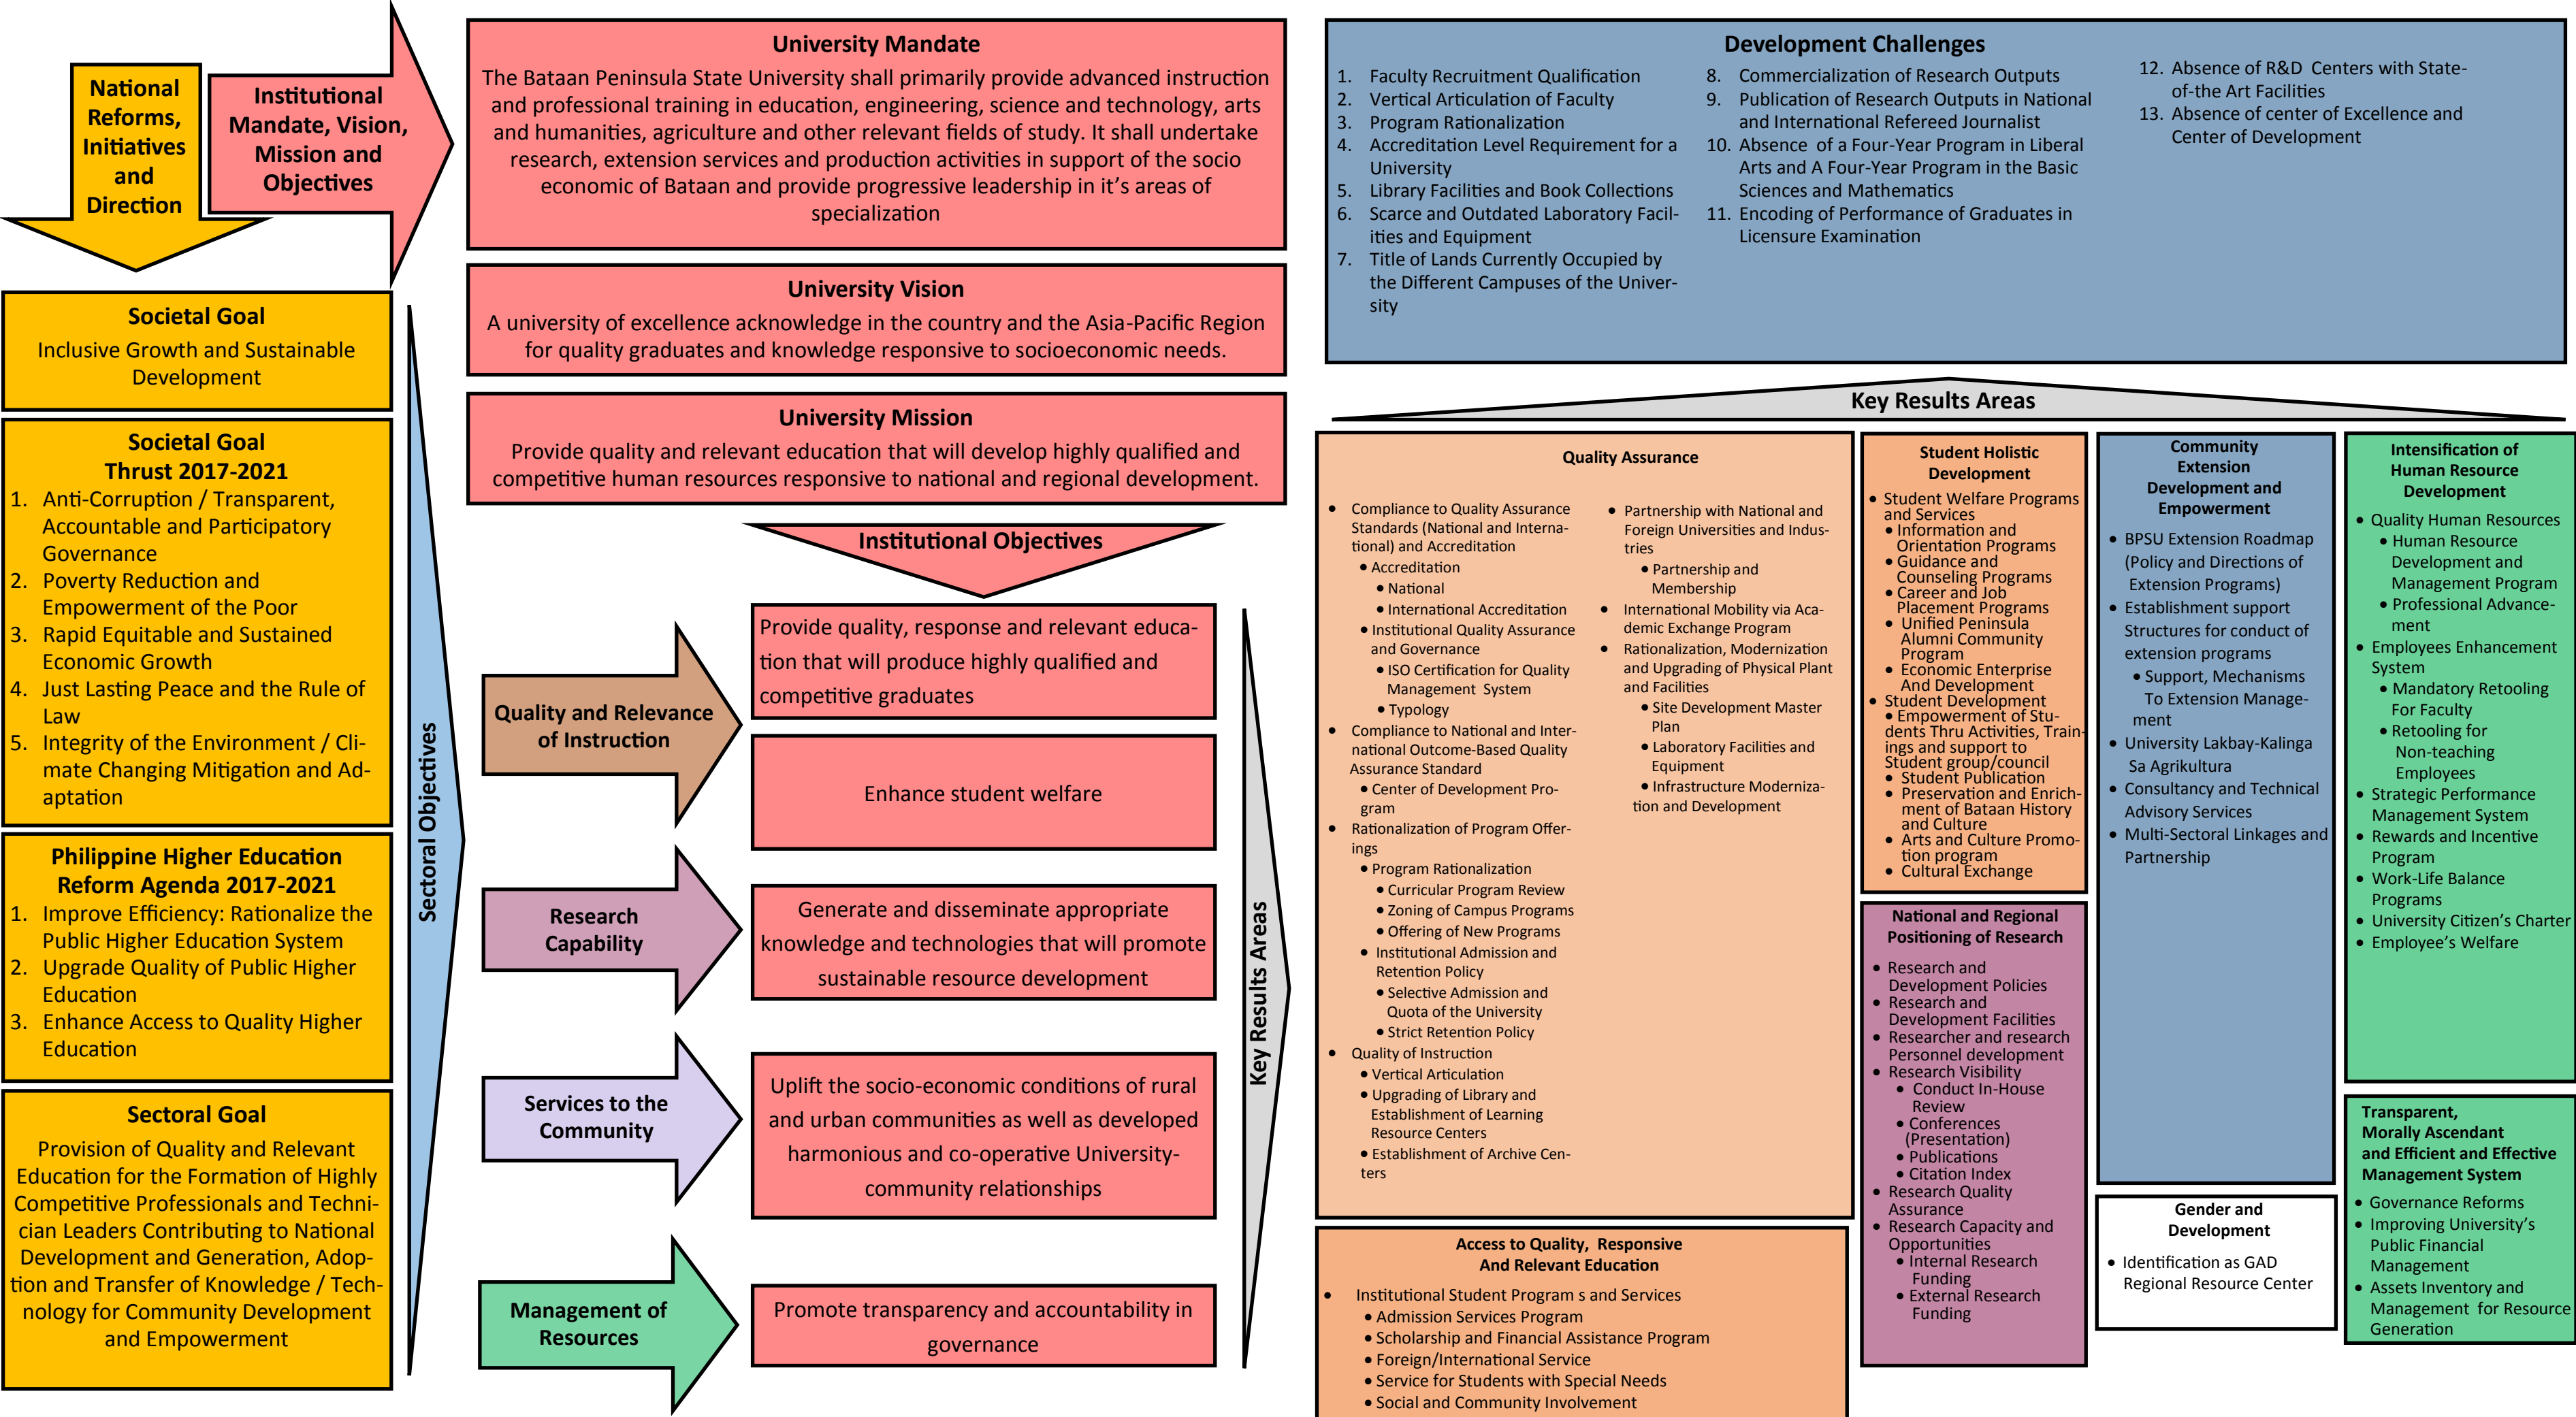 National
Reforms,
Initiatives
and
Direction
Institutional
Mandate, Vision,
Mission and
Objectives
Societal Goal
Inclusive Growth and Sustainable
Development
Societal Goal
Thrust 2017-2021
1. Anti-Corruption / Transparent,
Accountable and Participatory
Governance
2. Poverty Reduction and
Empowerment of the Poor
3. Rapid Equitable and Sustained
Economic Growth
4. Just Lasting Peace and the Rule of
Law
5. Integrity of the Environment / Cli-
mate Changing Mitigation and Ad-
aptation
Philippine Higher Education
Reform Agenda 2017-2021
1. Improve Efficiency: Rationalize the
Public Higher Education System
2. Upgrade Quality of Public Higher
Education
3. Enhance Access to Quality Higher
Education
Sectoral Goal
Provision of Quality and Relevant
Education for the Formation of Highly
Competitive Professionals and Techni-
cian Leaders Contributing to National
Development and Generation, Adop-
tion and Transfer of Knowledge / Tech-
nology for Community Development
and Empowerment
Sectoral Objectives
University Mandate
The Bataan Peninsula State University shall primarily provide advanced instruction
and professional training in education, engineering, science and technology, arts
and humanities, agriculture and other relevant fields of study. It shall undertake
research, extension services and production activities in support of the socio
economic of Bataan and provide progressive leadership in it's areas of
specialization
University Vision
A university of excellence acknowledge in the country and the Asia-Pacific Region
for quality graduates and knowledge responsive to socioeconomic needs.
University Mission
Provide quality and relevant education that will develop highly qualified and
competitive human resources responsive to national and regional development.
Institutional Objectives
Quality and Relevance
of Instruction
Provide quality, response and relevant educa-
tion that will produce highly qualified and
competitive graduates
Enhance student welfare
Research
Capability
Generate and disseminate appropriate
knowledge and technologies that will promote
sustainable resource development
Services to the
Community
Uplift the socio-economic conditions of rural
and urban communities as well as developed
harmonious and co-operative University-
community relationships
Management of
Resources
Promote transparency and accountability in
governance
Key Results Areas
Development Challenges
1. Faculty Recruitment Qualification
2. Vertical Articulation of Faculty
3. Program Rationalization
4. Accreditation Level Requirement for a
University
5. Library Facilities and Book Collections
6. Scarce and Outdated Laboratory Facil-
ities and Equipment
7. Title of Lands Currently Occupied by
the Different Campuses of the Univer-
sity
8. Commercialization of Research Outputs
9. Publication of Research Outputs in National
and International Refereed Journalist
10. Absence of a Four-Year Program in Liberal
Arts and A Four-Year Program in the Basic
Sciences and Mathematics
11. Encoding of Performance of Graduates in
Licensure Examination
12. Absence of R&D Centers with State-
of-the Art Facilities
13. Absence of center of Excellence and
Center of Development
Key Results Areas
Quality Assurance
• Compliance to Quality Assurance
Standards (National and Interna-
tional) and Accreditation
• Accreditation
• National
• International Accreditation
• Institutional Quality Assurance
and Governance
• ISO Certification for Quality
Management System
• Typology
• Compliance to National and Inter-
national Outcome-Based Quality
Assurance Standard
• Center of Development Pro-
gram
• Rationalization of Program Offer-
ings
• Program Rationalization
• Curricular Program Review
• Zoning of Campus Programs
• Offering of New Programs
• Institutional Admission and
Retention Policy
• Selective Admission and
Quota of the University
• Strict Retention Policy
• Quality of Instruction
• Vertical Articulation
• Upgrading of Library and
Establishment of Learning
Resource Centers
• Establishment of Archive Cen-
ters
• Partnership with National and
Foreign Universities and Indus-
tries
• Partnership and
Membership
• International Mobility via Aca-
demic Exchange Program
• Rationalization, Modernization
and Upgrading of Physical Plant
and Facilities
• Site Development Master
Plan
• Laboratory Facilities and
Equipment
• Infrastructure Moderniza-
tion and Development
Access to Quality, Responsive
And Relevant Education
• Institutional Student Program s and Services
• Admission Services Program
• Scholarship and Financial Assistance Program
• Foreign/International Service
• Service for Students with Special Needs
• Social and Community Involvement
Student Holistic
Development
• Student Welfare Programs
and Services
• Information and
Orientation Programs
• Guidance and
Counseling Programs
• Career and Job
Placement Programs
• Unified Peninsula
Alumni Community
Program
• Economic Enterprise
And Development
• Student Development
• Empowerment of Stu-
dents Thru Activities, Train-
ings and support to
Student group/council
• Student Publication
• Preservation and Enrich-
ment of Bataan History
and Culture
• Arts and Culture Promo-
tion program
• Cultural Exchange
National and Regional
Positioning of Research
• Research and
Development Policies
• Research and
Development Facilities
• Researcher and research
Personnel development
• Research Visibility
• Conduct In-House
Review
• Conferences
(Presentation)
• Publications
• Citation Index
• Research Quality
Assurance
• Research Capacity and
Opportunities
• Internal Research
Funding
• External Research
Funding
Community
Extension
Development and
Empowerment
• BPSU Extension Roadmap
(Policy and Directions of
Extension Programs)
• Establishment support
Structures for conduct of
extension programs
• Support, Mechanisms
To Extension Manage-
ment
• University Lakbay-Kalinga
Sa Agrikultura
• Consultancy and Technical
Advisory Services
• Multi-Sectoral Linkages and
Partnership
Gender and
Development
• Identification as GAD
Regional Resource Center
Intensification of
Human Resource
Development
• Quality Human Resources
• Human Resource
Development and
Management Program
• Professional Advance-
ment
• Employees Enhancement
System
• Mandatory Retooling
For Faculty
• Retooling for
Non-teaching
Employees
• Strategic Performance
Management System
• Rewards and Incentive
Program
• Work-Life Balance
Programs
• University Citizen's Charter
• Employee's Welfare
Transparent,
Morally Ascendant
and Efficient and Effective
Management System
• Governance Reforms
• Improving University's
Public Financial
Management
• Assets Inventory and
Management for Resource
Generation